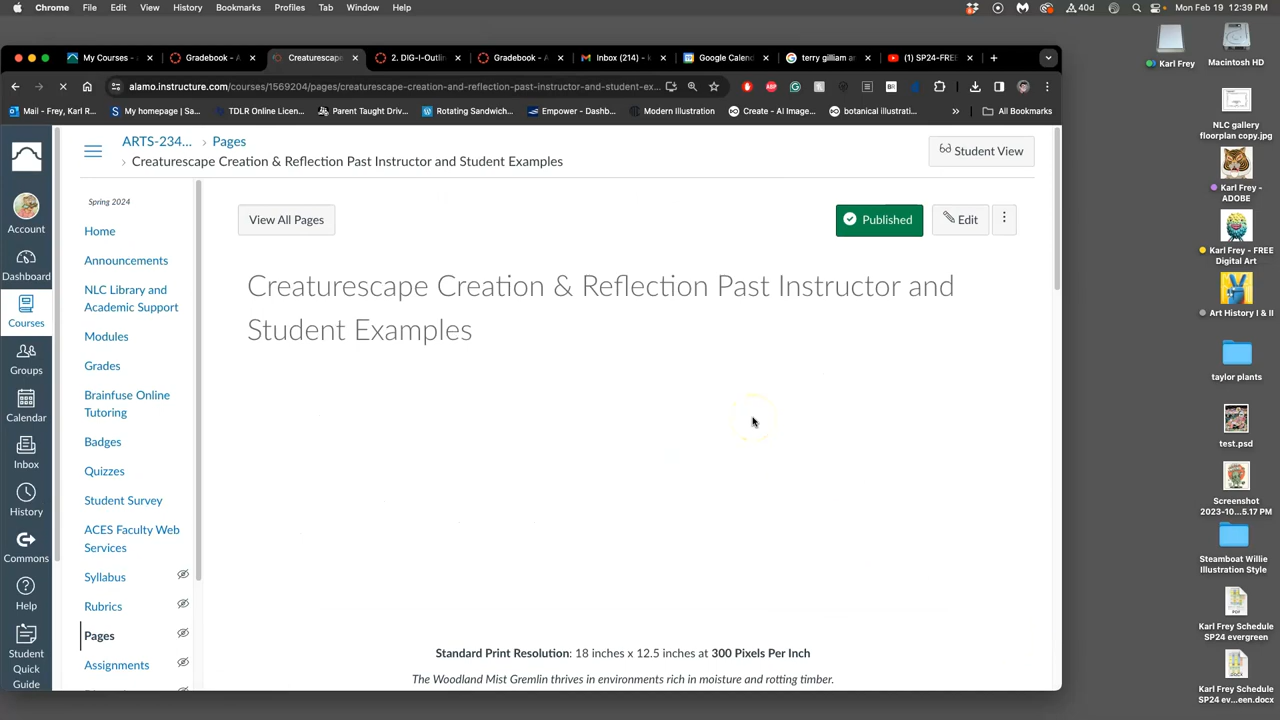 Chrome File Edit View History Bookmarks Profiles Tab Window Help
40d
Mon Feb 19 12:39 PM
My Courses -
Gradebook - A
Creaturescape
2. DIG-I-Outlin
Gradebook - A
Inbox (214) - k
Google Calen
terry gilliam an
(1) SP24-FREE
alamo.instructure.com/courses/1569204/pages/creaturescape-creation-and-reflection-past-instructor-and-student-ex...
Mail - Frey, Karl R...
My homepage | Sa...
TDLR Online Licen...
Parent Taught Driv...
Rotating Sandwich...
Empower - Dashb...
Modern Illustration
Create - AI Image...
botanical illustrati...
»
All Bookmarks
ARTS-234... › Pages
› Creaturescape Creation & Reflection Past Instructor and Student Examples
Student View
Account
Dashboard
Courses
Groups
Calendar
Inbox
History
Commons
Help
Student
Quick
Guide
Spring 2024
Home
Announcements
NLC Library and
Academic Support
Modules
Grades
Brainfuse Online
Tutoring
Badges
Quizzes
Student Survey
ACES Faculty Web
Services
Syllabus
Rubrics
Pages
Assignments
View All Pages
Published
Edit
Creaturescape Creation & Reflection Past Instructor and
Student Examples
Standard Print Resolution: 18 inches x 12.5 inches at 300 Pixels Per Inch
The Woodland Mist Gremlin thrives in environments rich in moisture and rotting timber.
Karl Frey
Macintosh HD
NLC gallery
floorplan copy.jpg
Karl Frey -
ADOBE
Karl Frey - FREE
Digital Art
Art History I & II
taylor plants
test.psd
Screenshot
2023-10...5.17 PM
Steamboat Willie
Illustration Style
PDF
Karl Frey Schedule
SP24 evergreen
Karl Frey Schedule
SP24 ev...een.docx